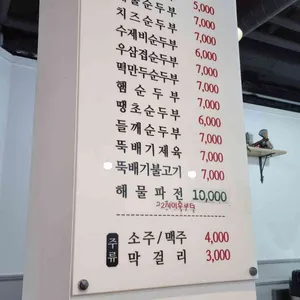 순두부 5,000
치즈순두부 7,000
수제비순두부 7,000
우삼겹순두부 6,000
떡만두순두부 7,000
햄순두부 7,000
땡초순두부 6,000
들깨순두부 7,000
뚝배기제육 7,000
뚝배기불고기 7,000
해물파전 10,000
주류
소주/맥주 4,000
막걸리 3,000